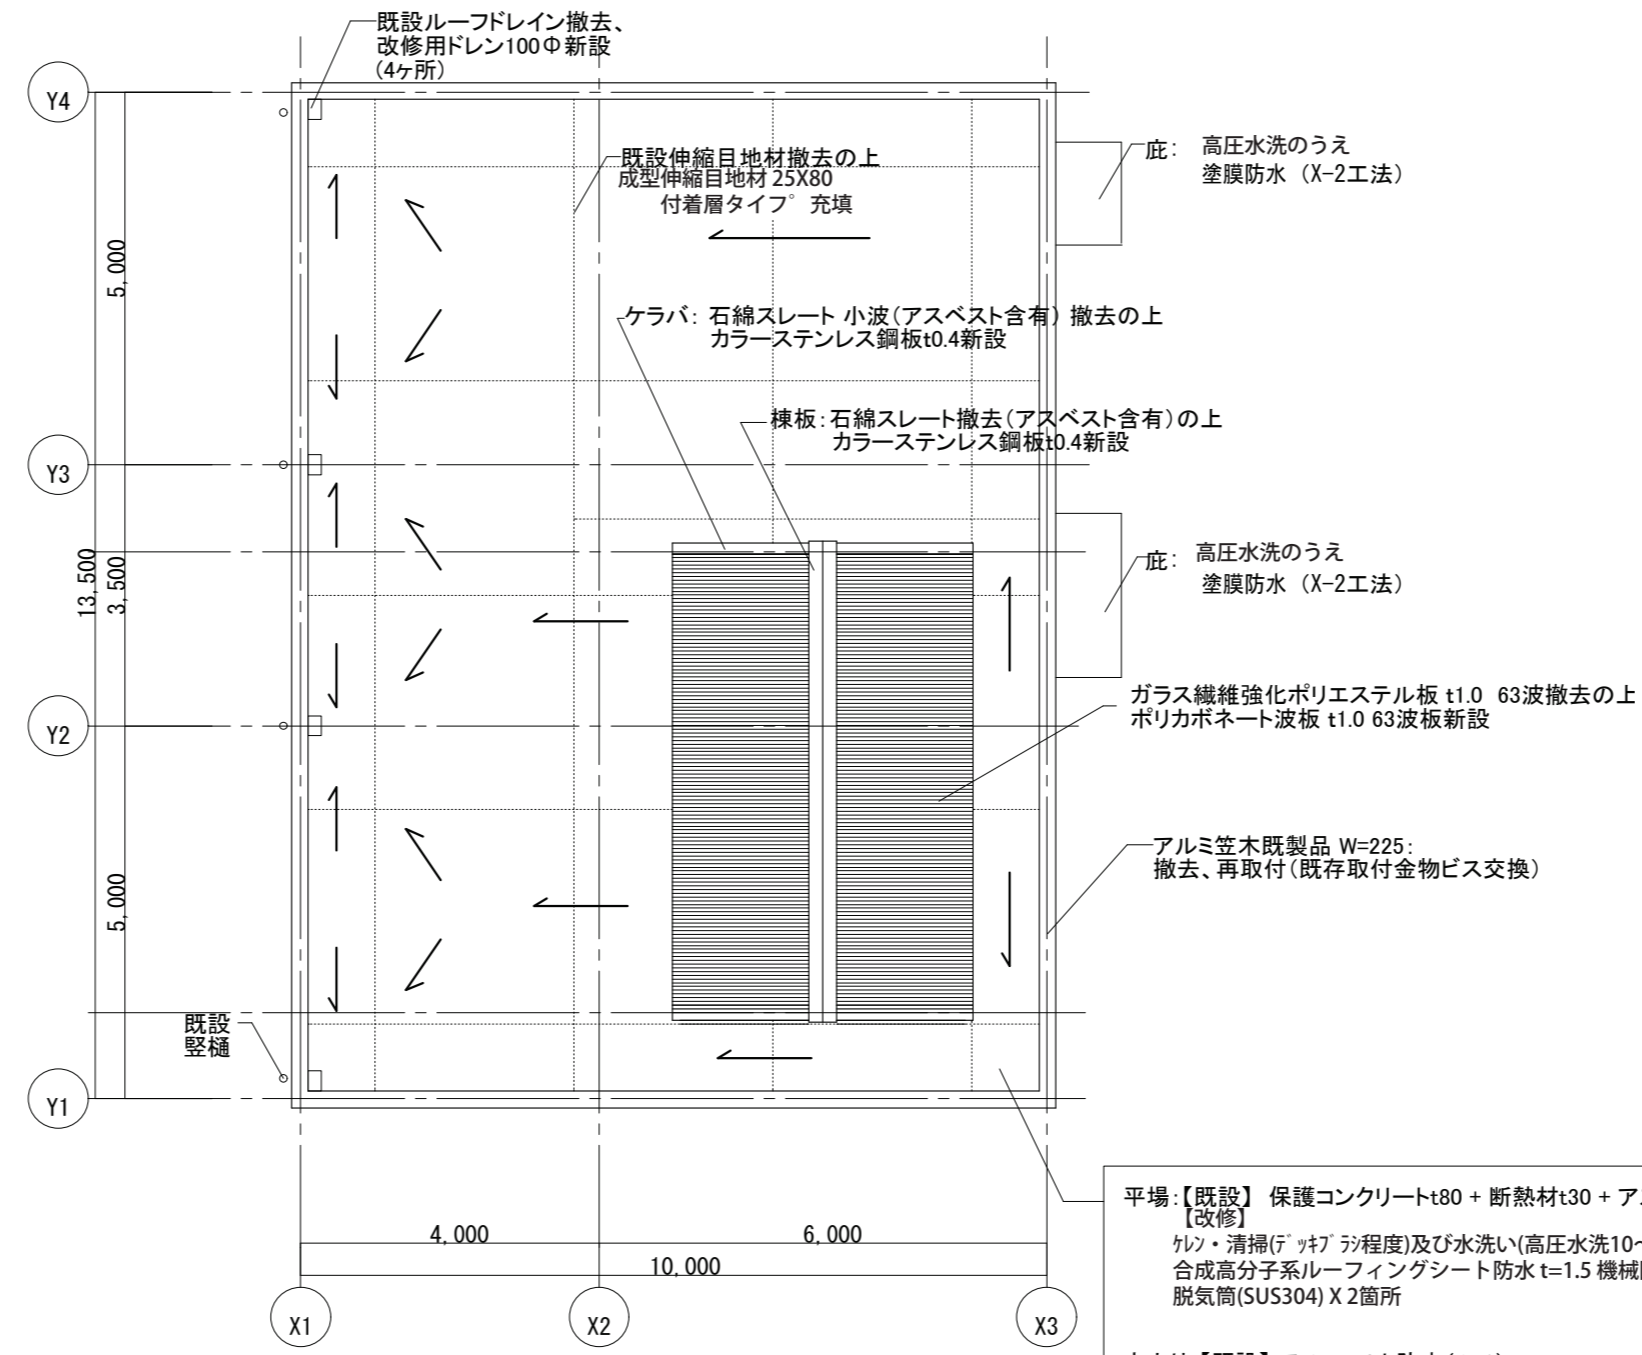 既設ルーフドレイン撤去、
改修用ドレン100Φ新設
(4ヶ所)
Y4
既設伸縮目地材撤去の上
成型伸縮目地材 25X80
付着層タイプ 充填
庇： 高圧水洗のうえ
塗膜防水（X-2工法）
5,000
ケラバ： 石綿スレート 小波(アスベスト含有) 撤去の上
カラーステンレス鋼板t0.4新設
棟板：石綿スレート撤去(アスベスト含有)の上
カラーステンレス鋼板t0.4新設
Y3
13,500
3,500
庇： 高圧水洗のうえ
塗膜防水（X-2工法）
Y2
ガラス繊維強化ポリエステル板 t1.0 63波撤去の上
ポリカボネート波板 t1.0 63波板新設
アルミ笠木既製品 W=225：
撤去、再取付(既存取付金物ビス交換)
5,000
既設
竪樋
Y1
平場：【既設】 保護コンクリートt80 + 断熱材t30 + ア
【改修】
ｹﾚﾝ・清掃(ﾃﾞｯｷﾌﾞﾗｼ程度)及び水洗い(高圧水洗10~
合成高分子系ルーフィングシート防水 t=1.5 機械
脱気筒(SUS304) X 2箇所
4,000
6,000
10,000
X1
X2
X3